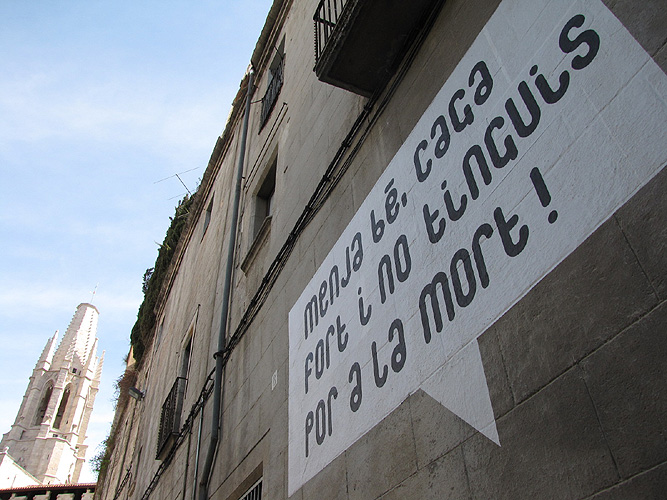 menja bé, caga
fort i no tinguis
por a la mort!